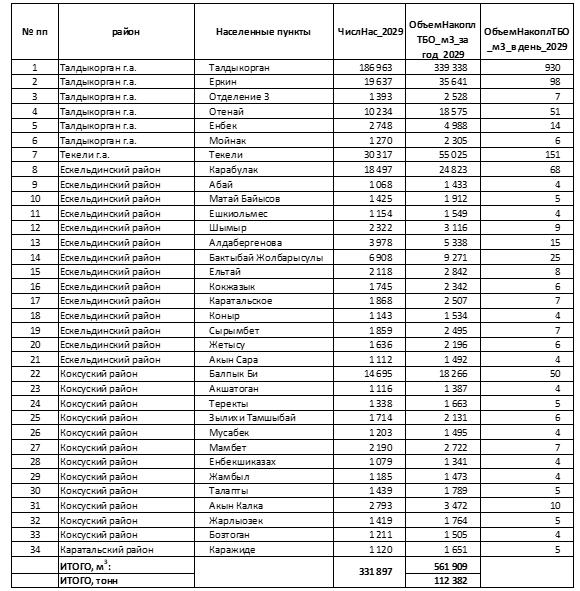 № пп район Населенные пункты ЧислНас_2029 ОбъемНакопл ТБО_м3_за год_2029 ОбъемНакоплТБО _м3_в день_2029
1 Талдыкорган г.а. Талдыкорган 186 963 339 338 930
2 Талдыкорган г.а. Еркин 19 637 35 641 98
3 Талдыкорган г.а. Отделение 3 1 393 2 528 7
4 Талдыкорган г.а. Отенай 10 234 18 575 51
5 Талдыкорган г.а. Енбек 2 748 4 988 14
6 Талдыкорган г.а. Мойнак 1 270 2 305 6
7 Текели г.а. Текели 30 317 55 025 151
8 Ескельдинский район Карабулак 18 497 24 823 68
9 Ескельдинский район Абай 1 068 1 433 4
10 Ескельдинский район Матай Байысов 1 425 1 912 5
11 Ескельдинский район Ешкиольмес 1 154 1 549 4
12 Ескельдинский район Шымыр 2 322 3 116 9
13 Ескельдинский район Алдабергенова 3 978 5 338 15
14 Ескельдинский район Бактыбай Жолбарысулы 6 908 9 271 25
15 Ескельдинский район Ельтай 2 118 2 842 8
16 Ескельдинский район Кокжазык 1 745 2 342 6
17 Ескельдинский район Каратальское 1 868 2 507 7
18 Ескельдинский район Коныр 1 143 1 534 4
19 Ескельдинский район Сырымбет 1 859 2 495 7
20 Ескельдинский район Жетысу 1 636 2 196 6
21 Ескельдинский район Акын Сара 1 112 1 492 4
22 Коксуский район Балпык Би 14 695 18 266 50
23 Коксуский район Акшатоган 1 116 1 387 4
24 Коксуский район Теректы 1 338 1 663 5
25 Коксуский район Зылихи Тамшыбай 1 714 2 131 6
26 Коксуский район Мусабек 1 203 1 495 4
27 Коксуский район Мамбет 2 190 2 722 7
28 Коксуский район Енбекшиказах 1 079 1 341 4
29 Коксуский район Жамбыл 1 185 1 473 4
30 Коксуский район Талапты 1 439 1 789 5
31 Коксуский район Акын Калка 2 793 3 472 10
32 Коксуский район Жарлыозек 1 419 1 764 5
33 Коксуский район Бозтоган 1 211 1 505 4
34 Каратальский район Каражиде 1 120 1 651 5
ИТОГО, м³: 331 897 561 909
ИТОГО, тонн 112 382